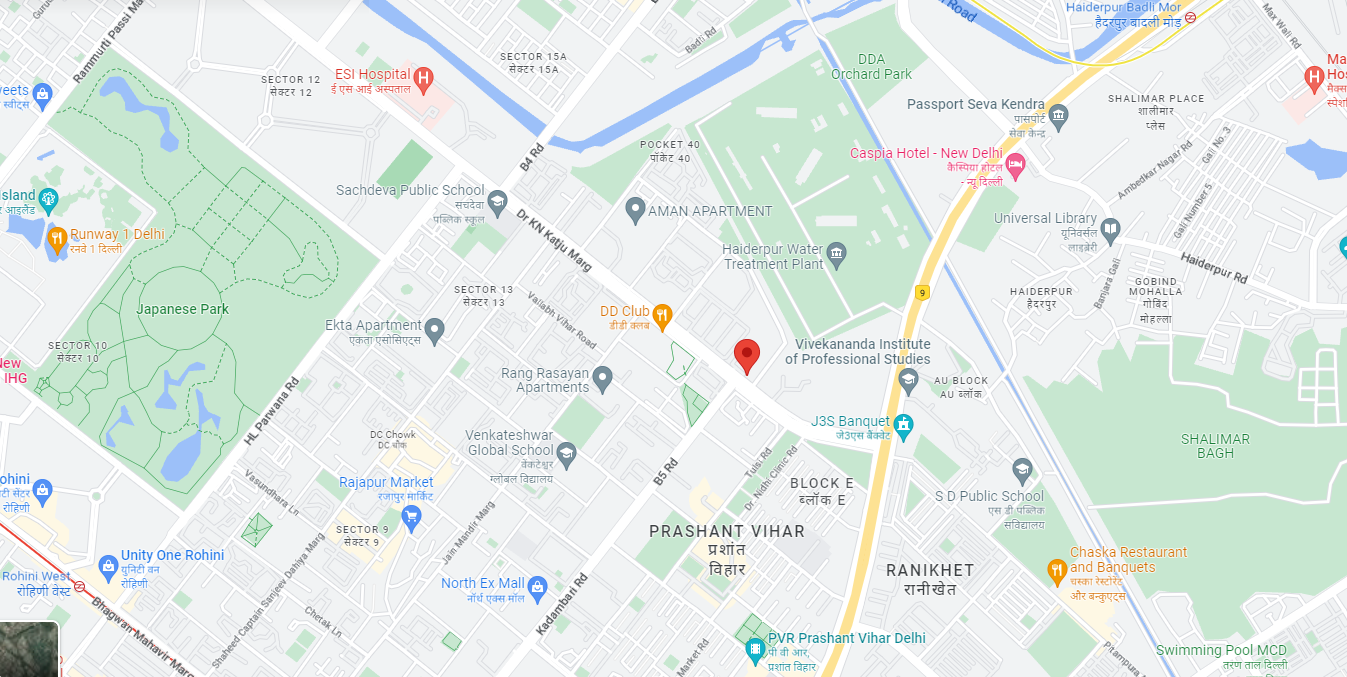 Rammurti Passi Ma
SECTOR 12
सेक्टर 12
ESI Hospital
ई एस आई अस्पताल
SECTOR 15A
सेक्टर 15A
Badli Rd
Road
Haiderpur Badli Mor
हैदरपुर बादली मोड़
Max Wali Rd
DDA
Orchard Park
Passport Seva Kendra
पासपोर्ट
सेवा केन्द्र
SHALIMAR PLACE
शालीमार
प्लेस
Gali No. 3
Ambedkar Nagar Rd
Gali Number 5
Caspia Hotel - New Delhi
कैस्पिया होटल
- न्यू दिल्ली
POCKET 40
पॉकेट 40
B4 Rd
Sachdeva Public School
सचदेवा
पब्लिक स्कूल
AMAN APARTMENT
Dr KN Katju Marg
Haiderpur Water
Treatment Plant
Universal Library
यूनिवर्सल
लाइब्रेरी
Haiderpur Rd
Banjara Gali
HAIDERPUR
हैदरपुर
GOBIND
MOHALLA
गोबिंद
मोहल्ला
9
island
Runway 1 Delhi
रनवे 1 दिल्ली
Japanese Park
SECTOR 10
सेक्टर 10
New
IHG
SECTOR 13
सेक्टर 13
Vallabh Vihar Road
Ekta Apartment
एकता एसोसिएट्स
DD Club
डीडी क्लब
Rang Rasayan
Apartments
Vivekananda Institute
of Professional Studies
AU BLOCK
AU ब्लॉक
J3S Banquet
जे3एस बैंक्वेट
HL Parwana Rd
DC Chowk
DC चौक
Venkateshwar
Global School
वेंकटेश्वर
ग्लोबल विद्यालय
Rajapur Market
रजापुर मार्किट
B5 Rd
Tulsi Rd
Dr. Nidhi Clinic Rd
BLOCK E
ब्लॉक E
SHALIMAR
BAGH
S D Public School
एस डी पब्लिक
सविद्यालय
Vasundhara Ln
SECTOR 9
सेक्टर 9
Jain Mandir Marg
PRASHANT VIHAR
प्रशांत
विहार
RANIKHET
रानीखेत
Chaska Restaurant
and Banquets
चस्का रेस्टोरेंट
और बन्कुएट्स
Unity One Rohini
यूनिटी वन
रोहिणी
Rohini West
रोहिणी वेस्ट
Bhagwan Mahavir Marg
Shaheed Captain Sanjeev Dahiya Marg
Chetak Ln
North Ex Mall
नॉर्थ एक्स मॉल
Kadambari Rd
Market Rd
PVR Prashant Vihar Delhi
पी वी आर,
प्रशांत विहार
Pitampura
Swimming Pool MCD
तरण ताल दिल्ली